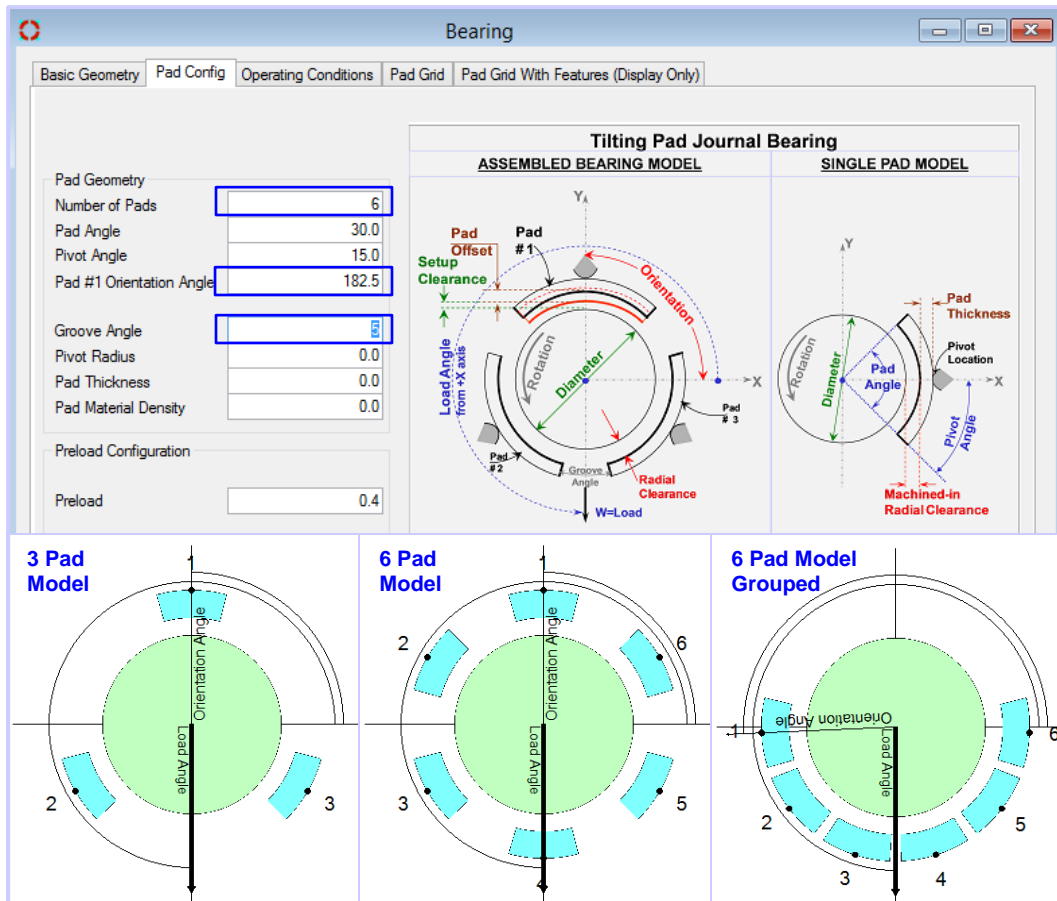 Bearing
Basic Geometry
Pad Config
Operating Conditions
Pad Grid
Pad Grid With Features (Display Only)
Pad Geometry
Number of Pads 6
Pad Angle 30.0
Pivot Angle 15.0
Pad #1 Orientation Angle 182.5
Groove Angle 5
Pivot Radius 0.0
Pad Thickness 0.0
Pad Material Density 0.0
Preload Configuration
Preload 0.4
Tilting Pad Journal Bearing
ASSEMBLED BEARING MODEL
SINGLE PAD MODEL
Y
Pad
Offset
Pad
# 1
Setup
Clearance
Orientation
Load Angle
from +X axis
Rotation
Diameter
X
Pad
# 3
Pad
#2
Groove
Angle
Radial
Clearance
W=Load
Y
Pad
Thickness
Rotation
Diameter
Pad
Angle
Pivot
Location
X
Pivot
Angle
Machined-in
Radial Clearance
3 Pad
Model
1
Orientation Angle
Load Angle
2
3
6 Pad
Model
1
2
6
Orientation Angle
Load Angle
3
5
4
6 Pad Model
Grouped
1
Orientation Angle
6
Load Angle
2
5
3
4